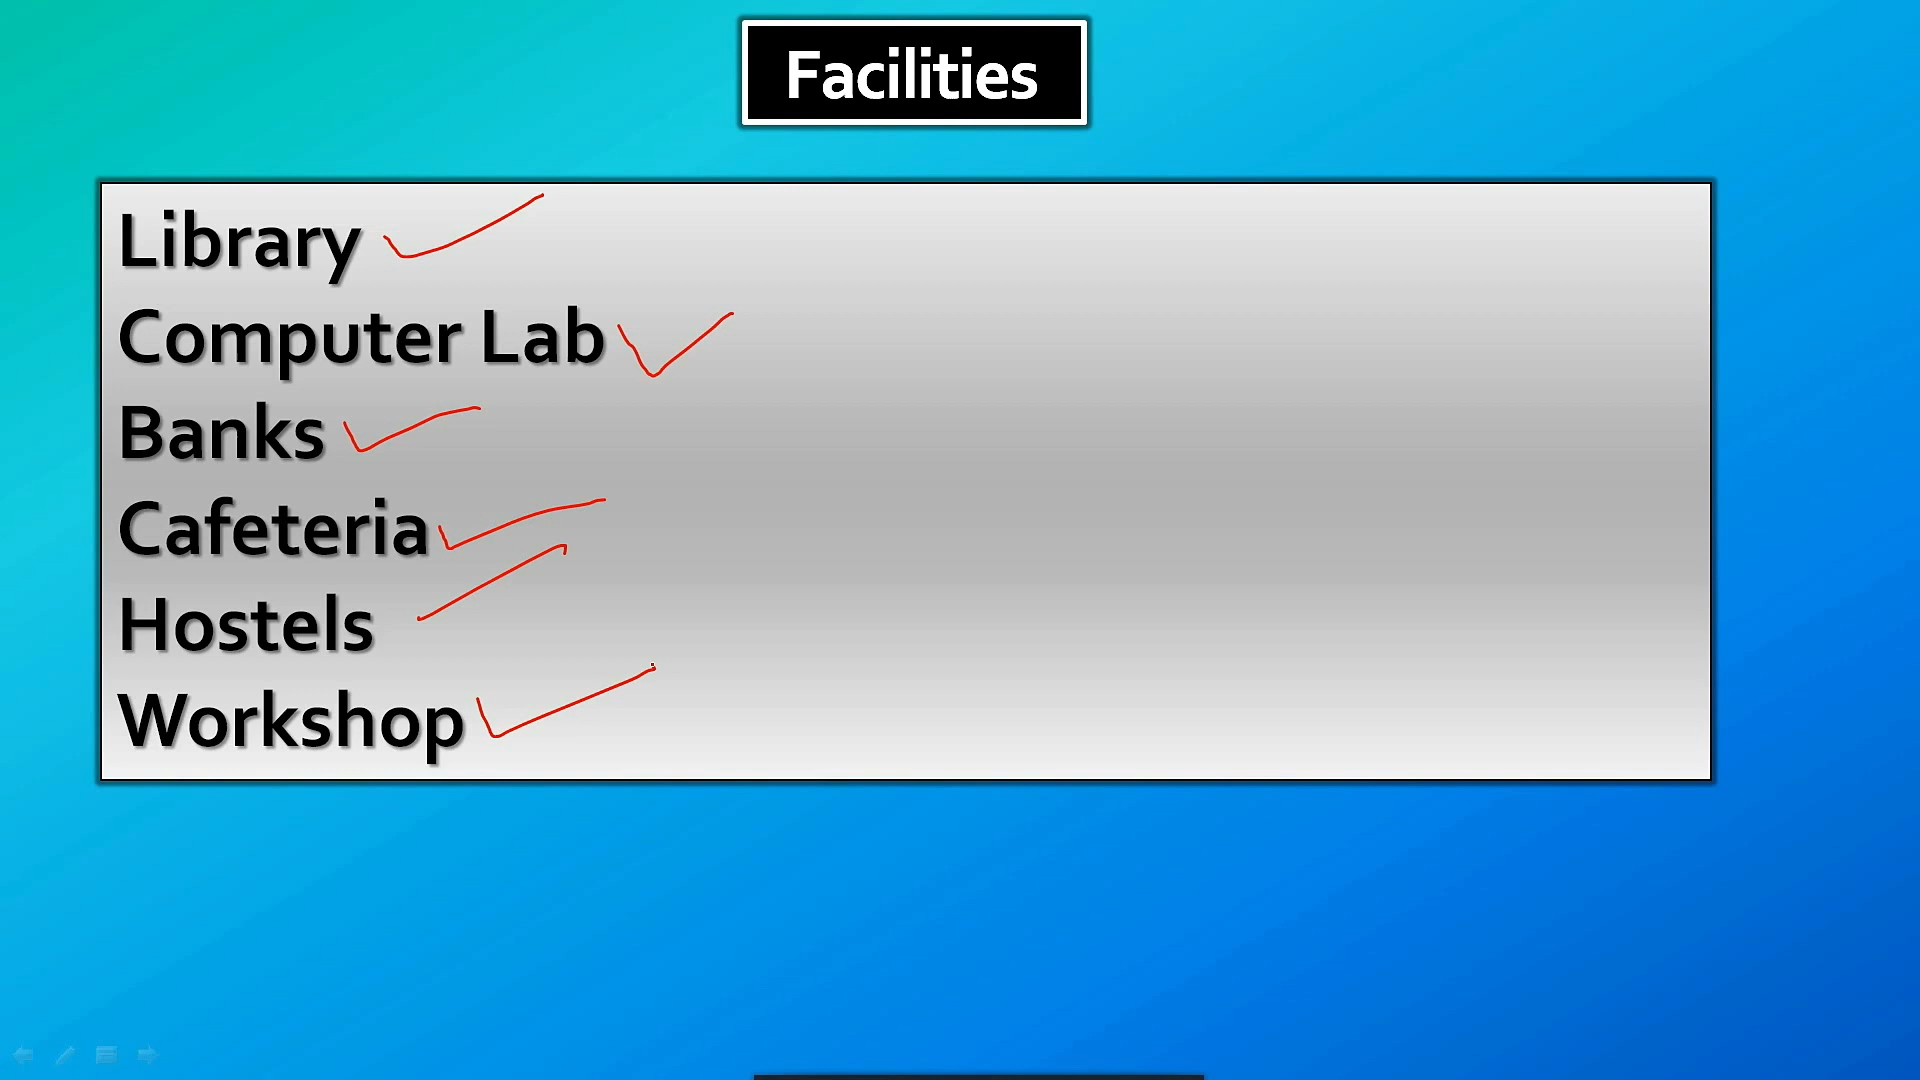 Facilities
Library
Computer Lab
Banks
Cafeteria
Hostels
Workshop